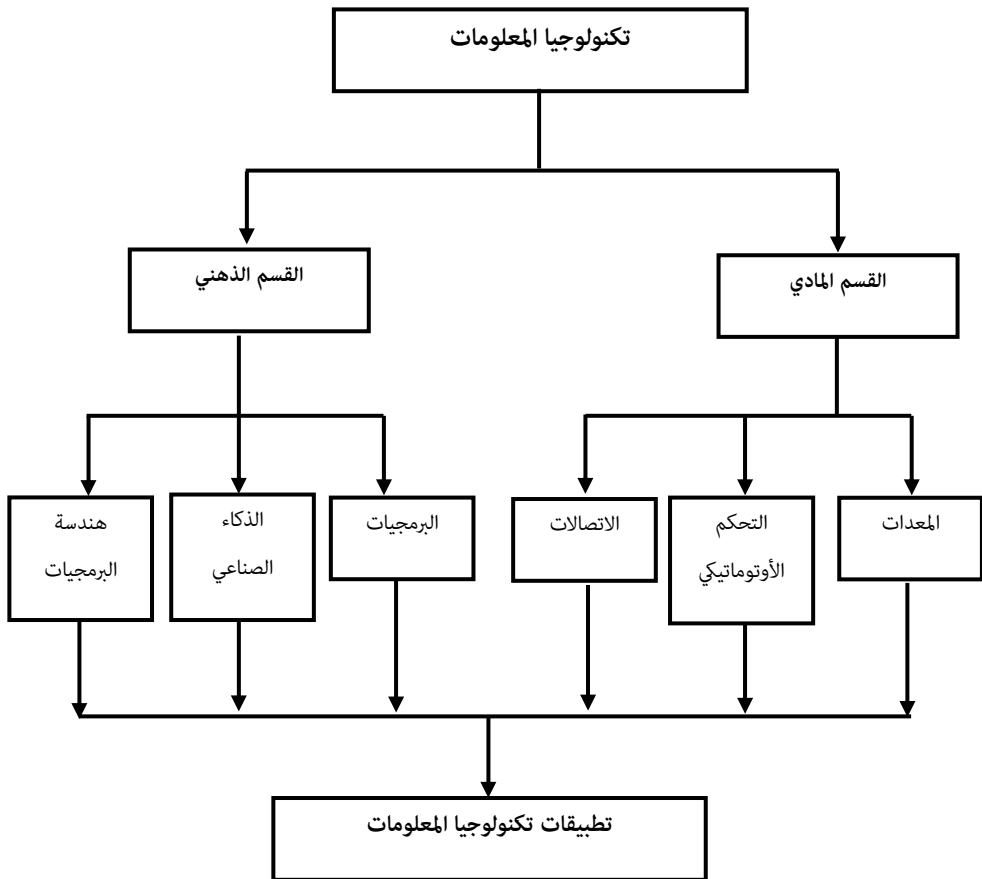 تكنولوجيا المعلومات
القسم المادي
القسم الذهني
المعدات
التحكم
الأوتوماتيكي
الاتصالات
البرمجيات
الذكاء
الصناعي
هندسة
البرمجيات
تطبيقات تكنولوجيا المعلومات